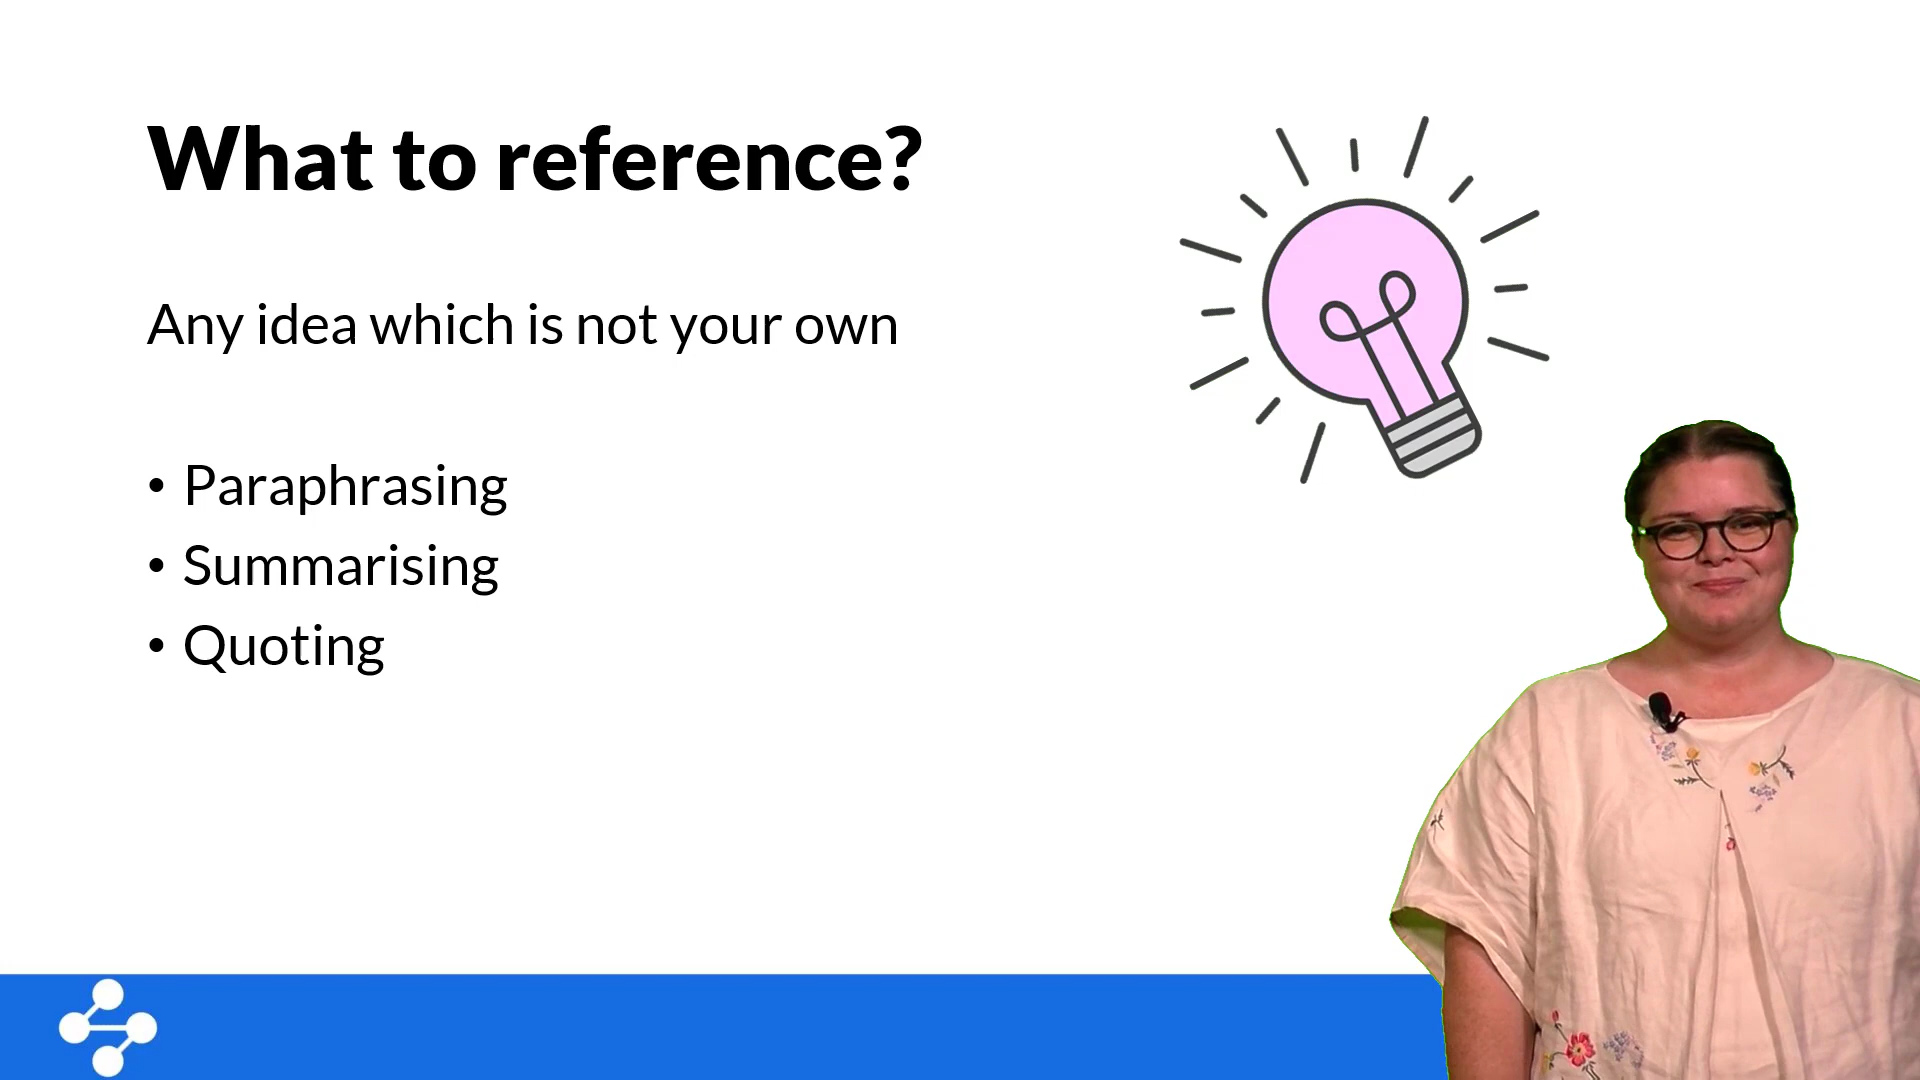 What to reference?
Any idea which is not your own
• Paraphrasing
• Summarising
• Quoting